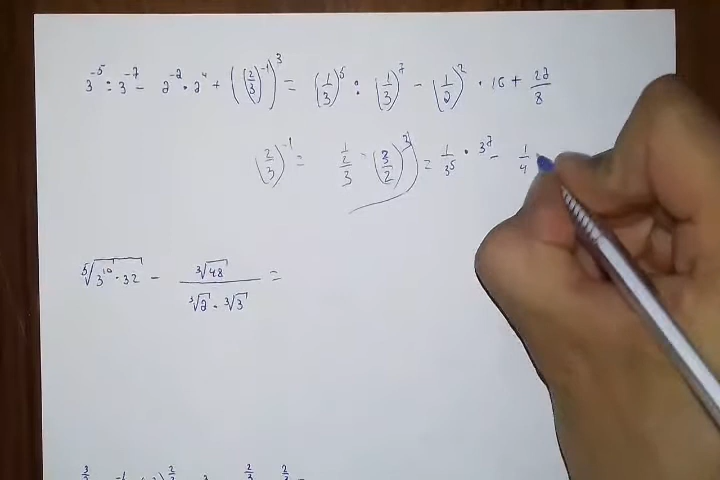 3^-5 : 3^-7 - 2^-2 · 2^4 + ((2/3)^-1)^3 = (1/3)^5 : (1/3)^7 - (1/2)^2 · 16 + 27/8
(2/3)^-1 = 1/(2/3) = (3/2)^3 = 1/3^5 · 3^7 - 1/4 ·
⁵√(3^10 · 32) - ³√48 / (³√2 · ³√3) =